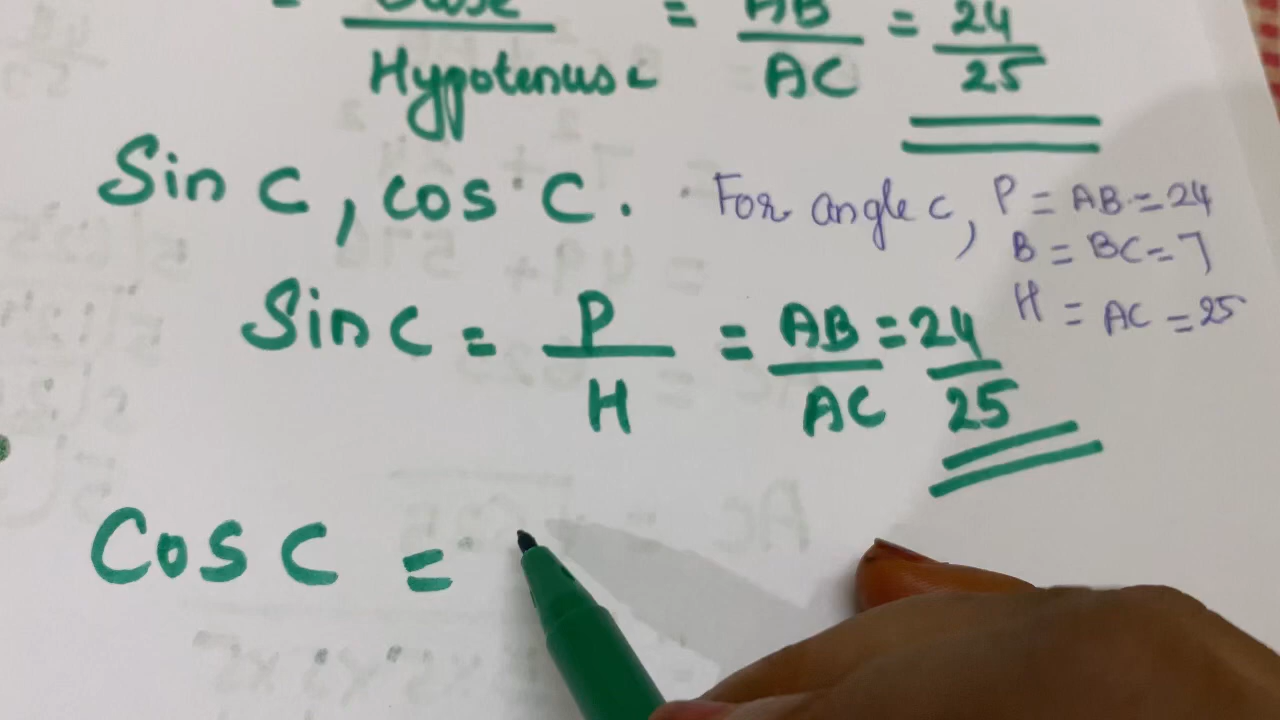 = Base / Hypotenuse = AB / AC = 24 / 25
Sin C, cos C.
For angle C, P = AB = 24
B = BC = 7
H = AC = 25
Sin C = P / H = AB / AC = 24 / 25
Cos C =